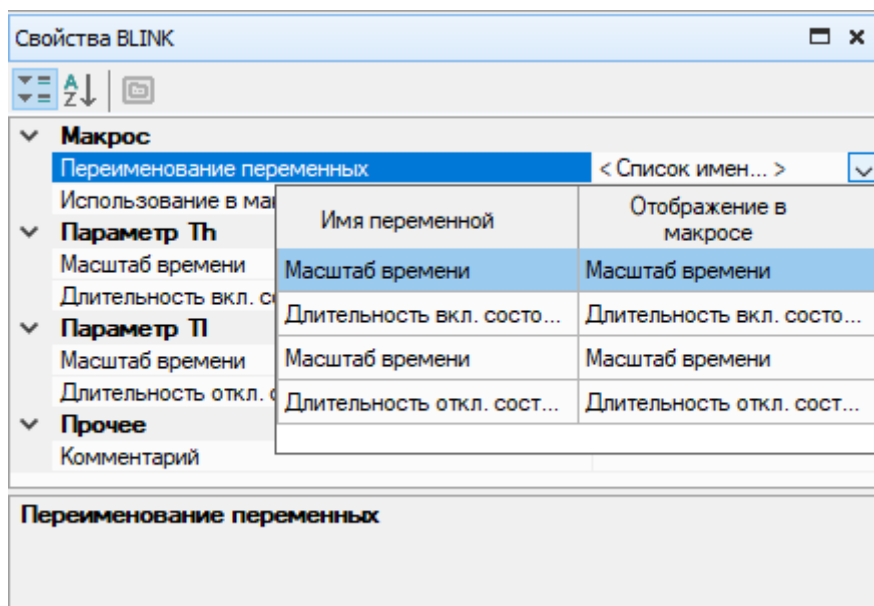 Свойства BLINK
Макрос
Переименование переменных < Список имен... >
Использование в ма
Имя переменной Отображение в макросе
Параметр Th
Масштаб времени
Масштаб времени Масштаб времени
Длительность вкл. с
Длительность вкл. состо... Длительность вкл. состо...
Параметр Tl
Масштаб времени
Масштаб времени Масштаб времени
Длительность откл.
Длительность откл. сост... Длительность откл. сост...
Прочее
Комментарий
Переименование переменных